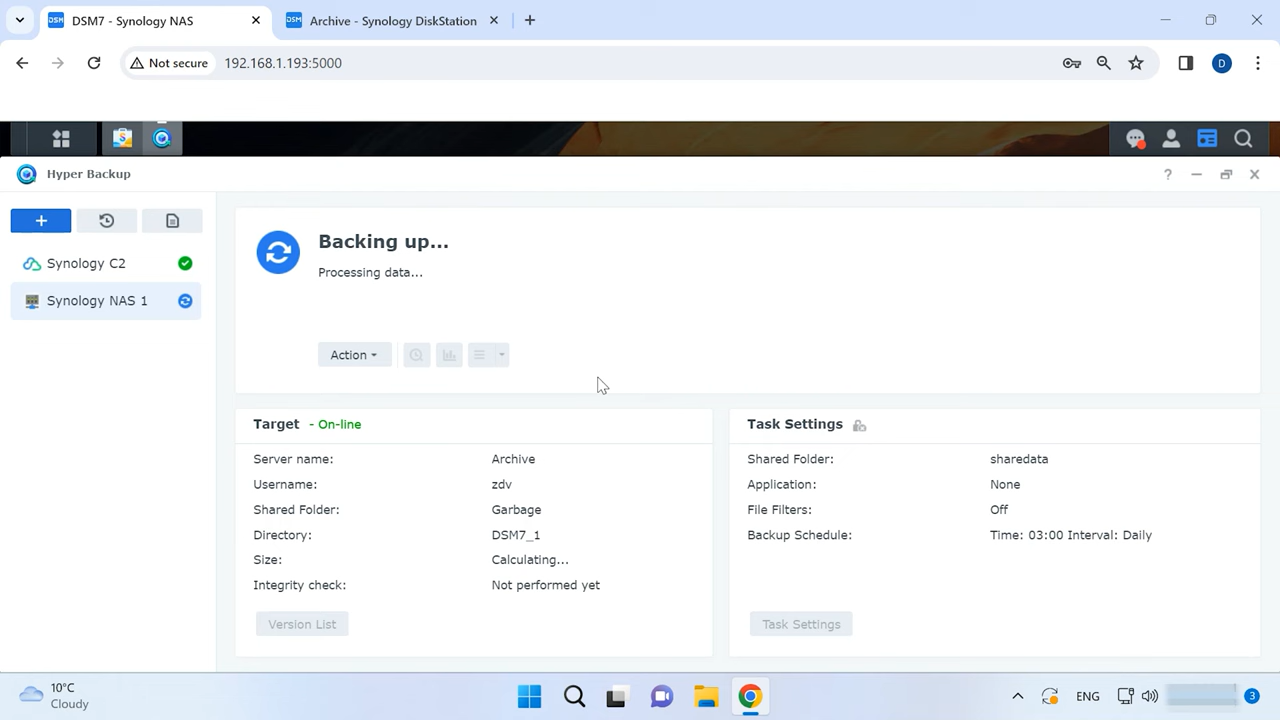 DSM DSM7 - Synology NAS
DSM Archive - Synology DiskStation
Not secure 192.168.1.193:5000
D
Hyper Backup
?
+
Synology C2
Synology NAS 1
Backing up...
Processing data...
Action
Target - On-line
Server name: Archive
Username: zdv
Shared Folder: Garbage
Directory: DSM7_1
Size: Calculating...
Integrity check: Not performed yet
Version List
Task Settings
Shared Folder: sharedata
Application: None
File Filters: Off
Backup Schedule: Time: 03:00 Interval: Daily
Task Settings
10°C
Cloudy
ENG
3